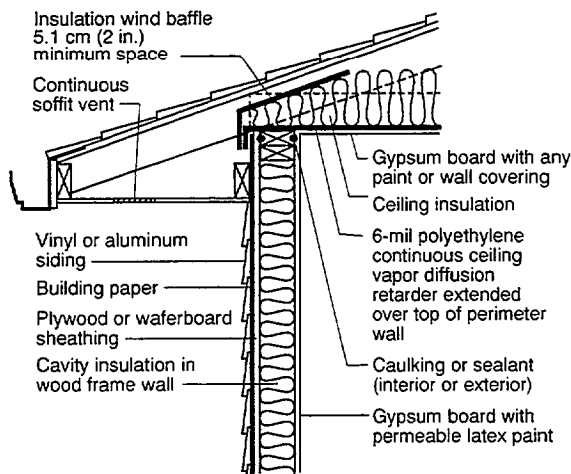 Insulation wind baffle
5.1 cm (2 in.)
minimum space
Continuous
soffit vent
Vinyl or aluminum
siding
Building paper
Plywood or waferboard
sheathing
Cavity insulation in
wood frame wall
Gypsum board with any
paint or wall covering
Ceiling insulation
6-mil polyethylene
continuous ceiling
vapor diffusion
retarder extended
over top of perimeter
wall
Caulking or sealant
(interior or exterior)
Gypsum board with
permeable latex paint